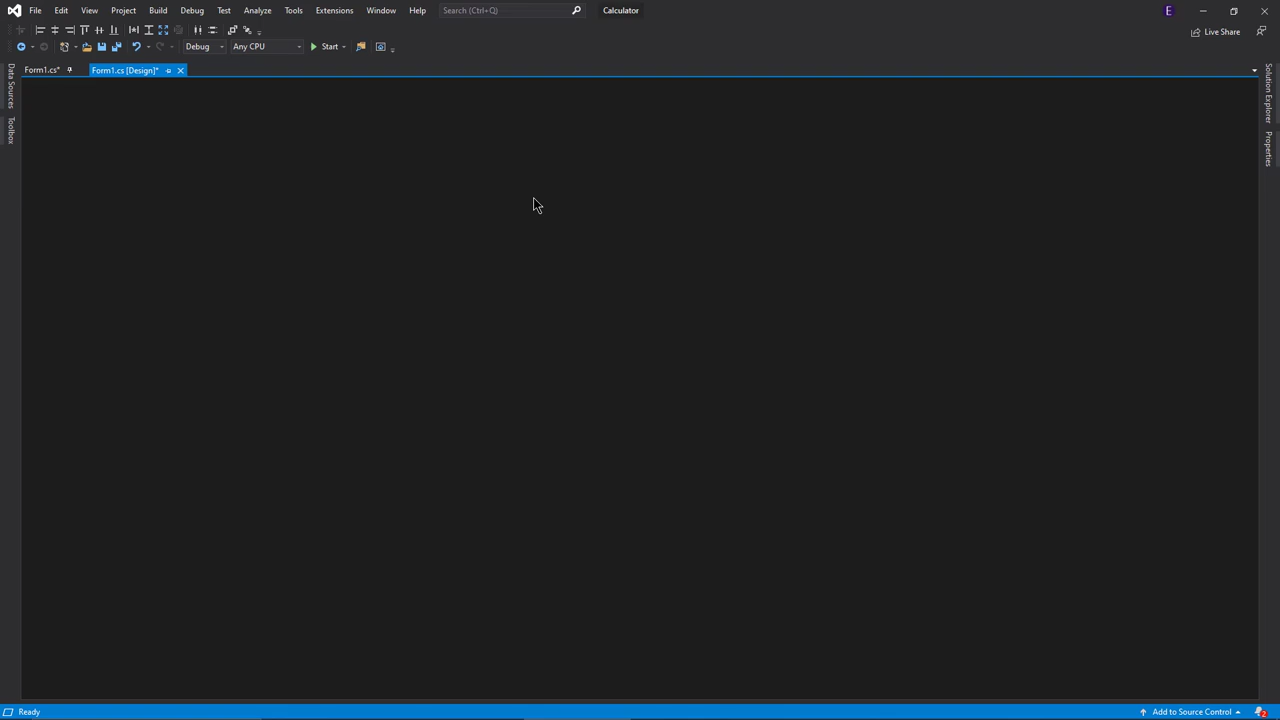 File Edit View Project Build Debug Test Analyze Tools Extensions Window Help Search (Ctrl+Q) Calculator E
Live Share
Debug Any CPU Start
Form1.cs* Form1.cs [Design]*
Data Sources
Toolbox
Solution Explorer
Properties
Ready Add to Source Control 2